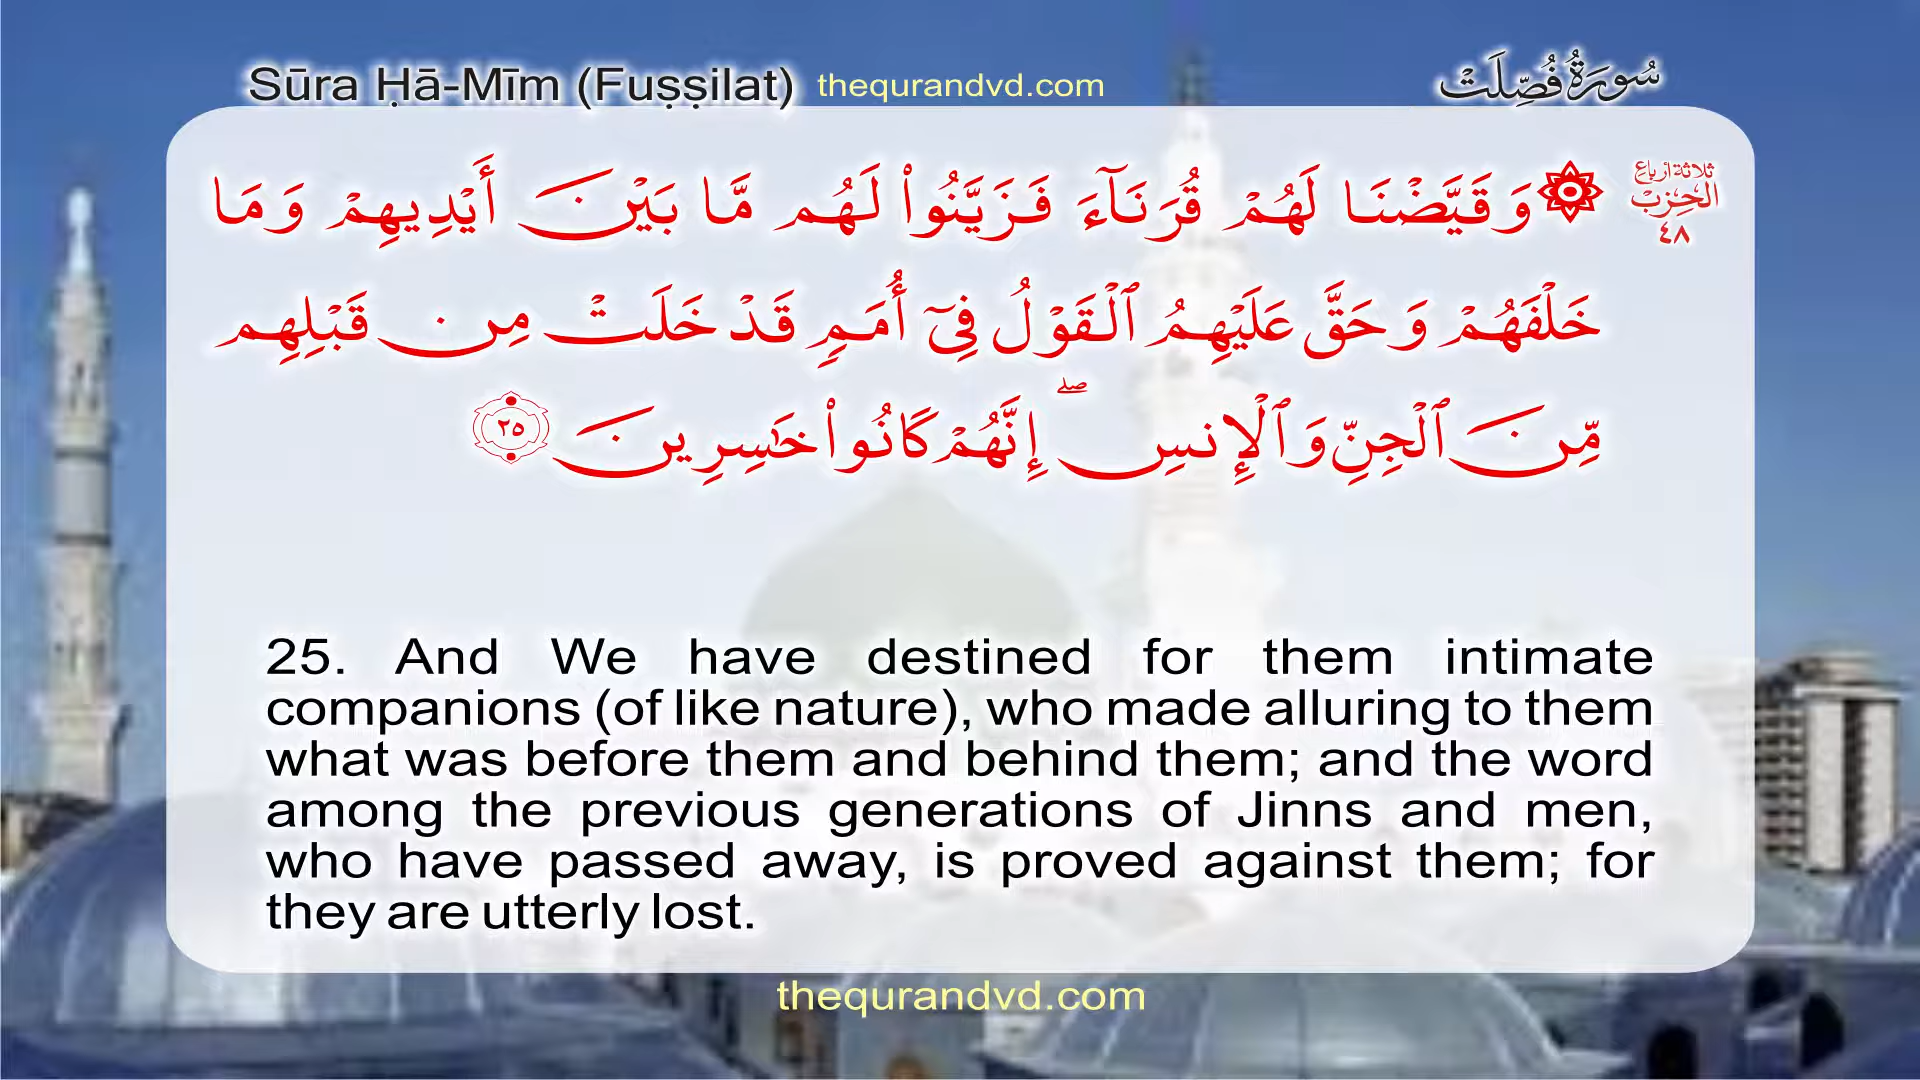 Sūra Ḥā-Mīm (Fuṣṣilat) thequrandvd.com سُورَةُ فُصِّلَتْ
ثلاثة أرباع
الحِزب
٤٨
۞ وَقَيَّضْنَا لَهُمْ قُرَنَآءَ فَزَيَّنُوا۟ لَهُم مَّا بَيْنَ أَيْدِيهِمْ وَمَا
خَلْفَهُمْ وَحَقَّ عَلَيْهِمُ ٱلْقَوْلُ فِىٓ أُمَمٍ قَدْ خَلَتْ مِن قَبْلِهِم
مِّنَ ٱلْجِنِّ وَٱلْإِنسِ ۖ إِنَّهُمْ كَانُوا۟ خَـٰسِرِينَ ٢٥
25. And We have destined for them intimate
companions (of like nature), who made alluring to them
what was before them and behind them; and the word
among the previous generations of Jinns and men,
who have passed away, is proved against them; for
they are utterly lost.
thequrandvd.com